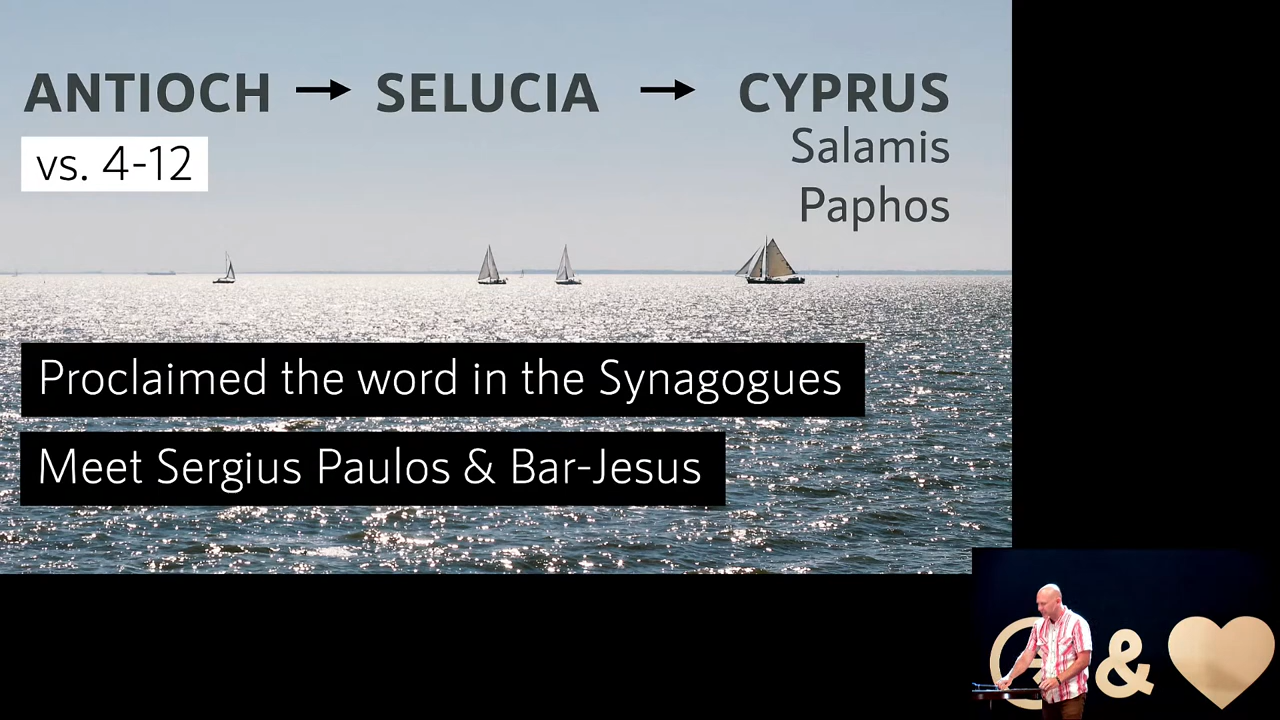 ANTIOCH → SELUCIA → CYPRUS
vs. 4-12
Salamis
Paphos
Proclaimed the word in the Synagogues
Meet Sergius Paulos & Bar-Jesus
&